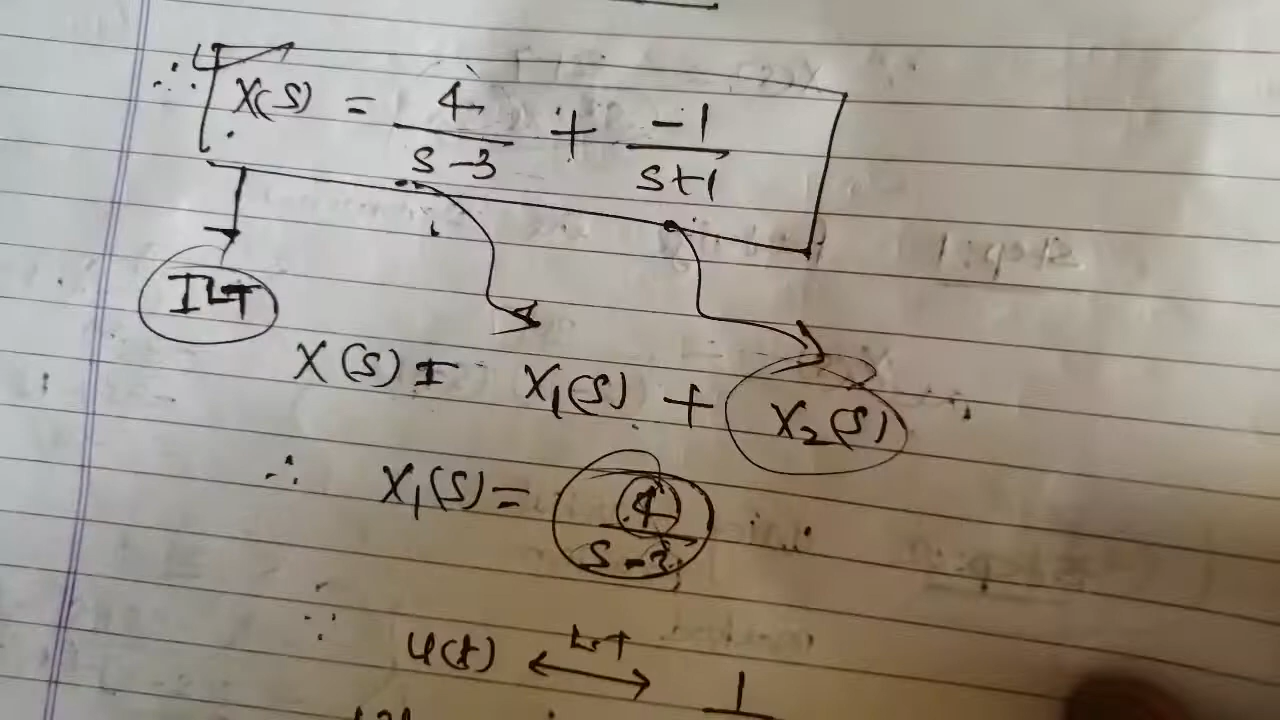 ∴ X(S) = 4/(s-3) + -1/(s+1)
ILT
X(S) = X₁(S) + X₂(S)
∴ X₁(S) = 4/(s-3)
∵ u(t) ←LT→ 1